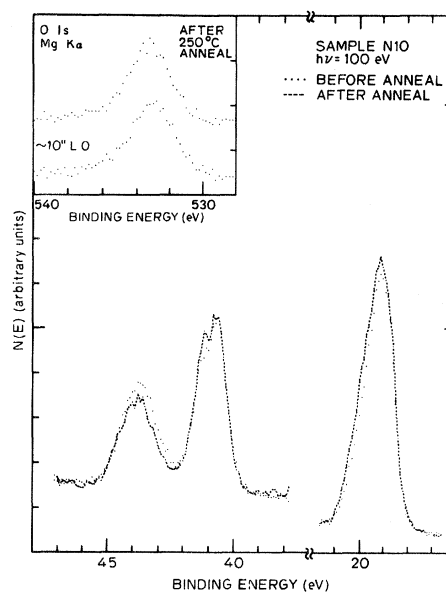 O 1s
Mg Kα
AFTER
250°C
ANNEAL
~10¹¹ L O
540
530
BINDING ENERGY (eV)
SAMPLE N10
hν= 100 eV
BEFORE ANNEAL
AFTER ANNEAL
N(E) (arbitrary units)
45
40
20
BINDING ENERGY (eV)